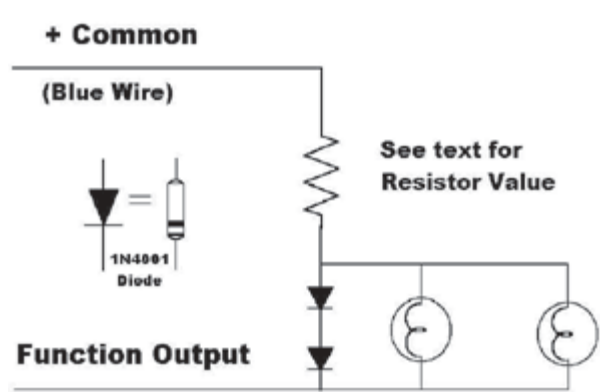 + Common
(Blue Wire)
See text for
Resistor Value
=
1N4001
Diode
Function Output